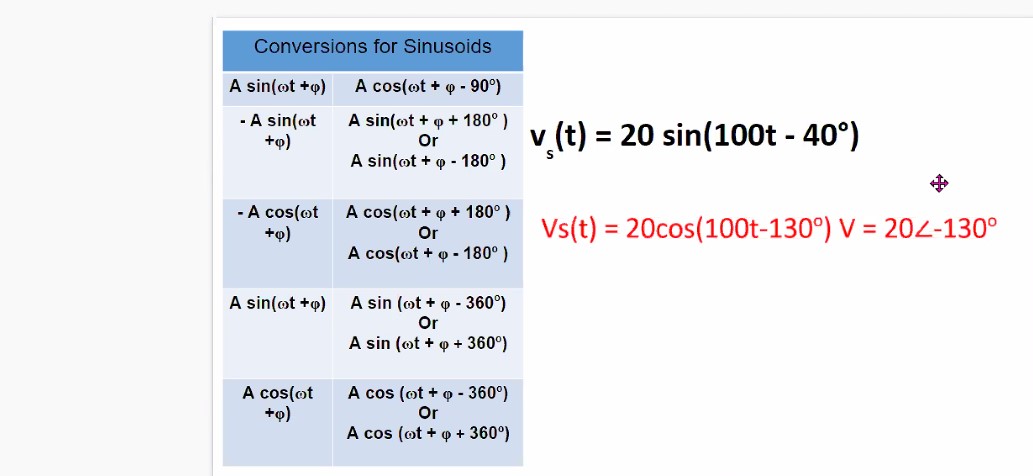 Conversions for Sinusoids
A sin(ωt +φ) A cos(ωt + φ - 90°)
- A sin(ωt +φ) A sin(ωt + φ + 180° )
Or
A sin(ωt + φ - 180° )
- A cos(ωt +φ) A cos(ωt + φ + 180° )
Or
A cos(ωt + φ - 180° )
A sin(ωt +φ) A sin (ωt + φ - 360°)
Or
A sin (ωt + φ + 360°)
A cos(ωt +φ) A cos (ωt + φ - 360°)
Or
A cos (ωt + φ + 360°)
vs(t) = 20 sin(100t - 40°)
Vs(t) = 20cos(100t-130°) V = 20∠-130°